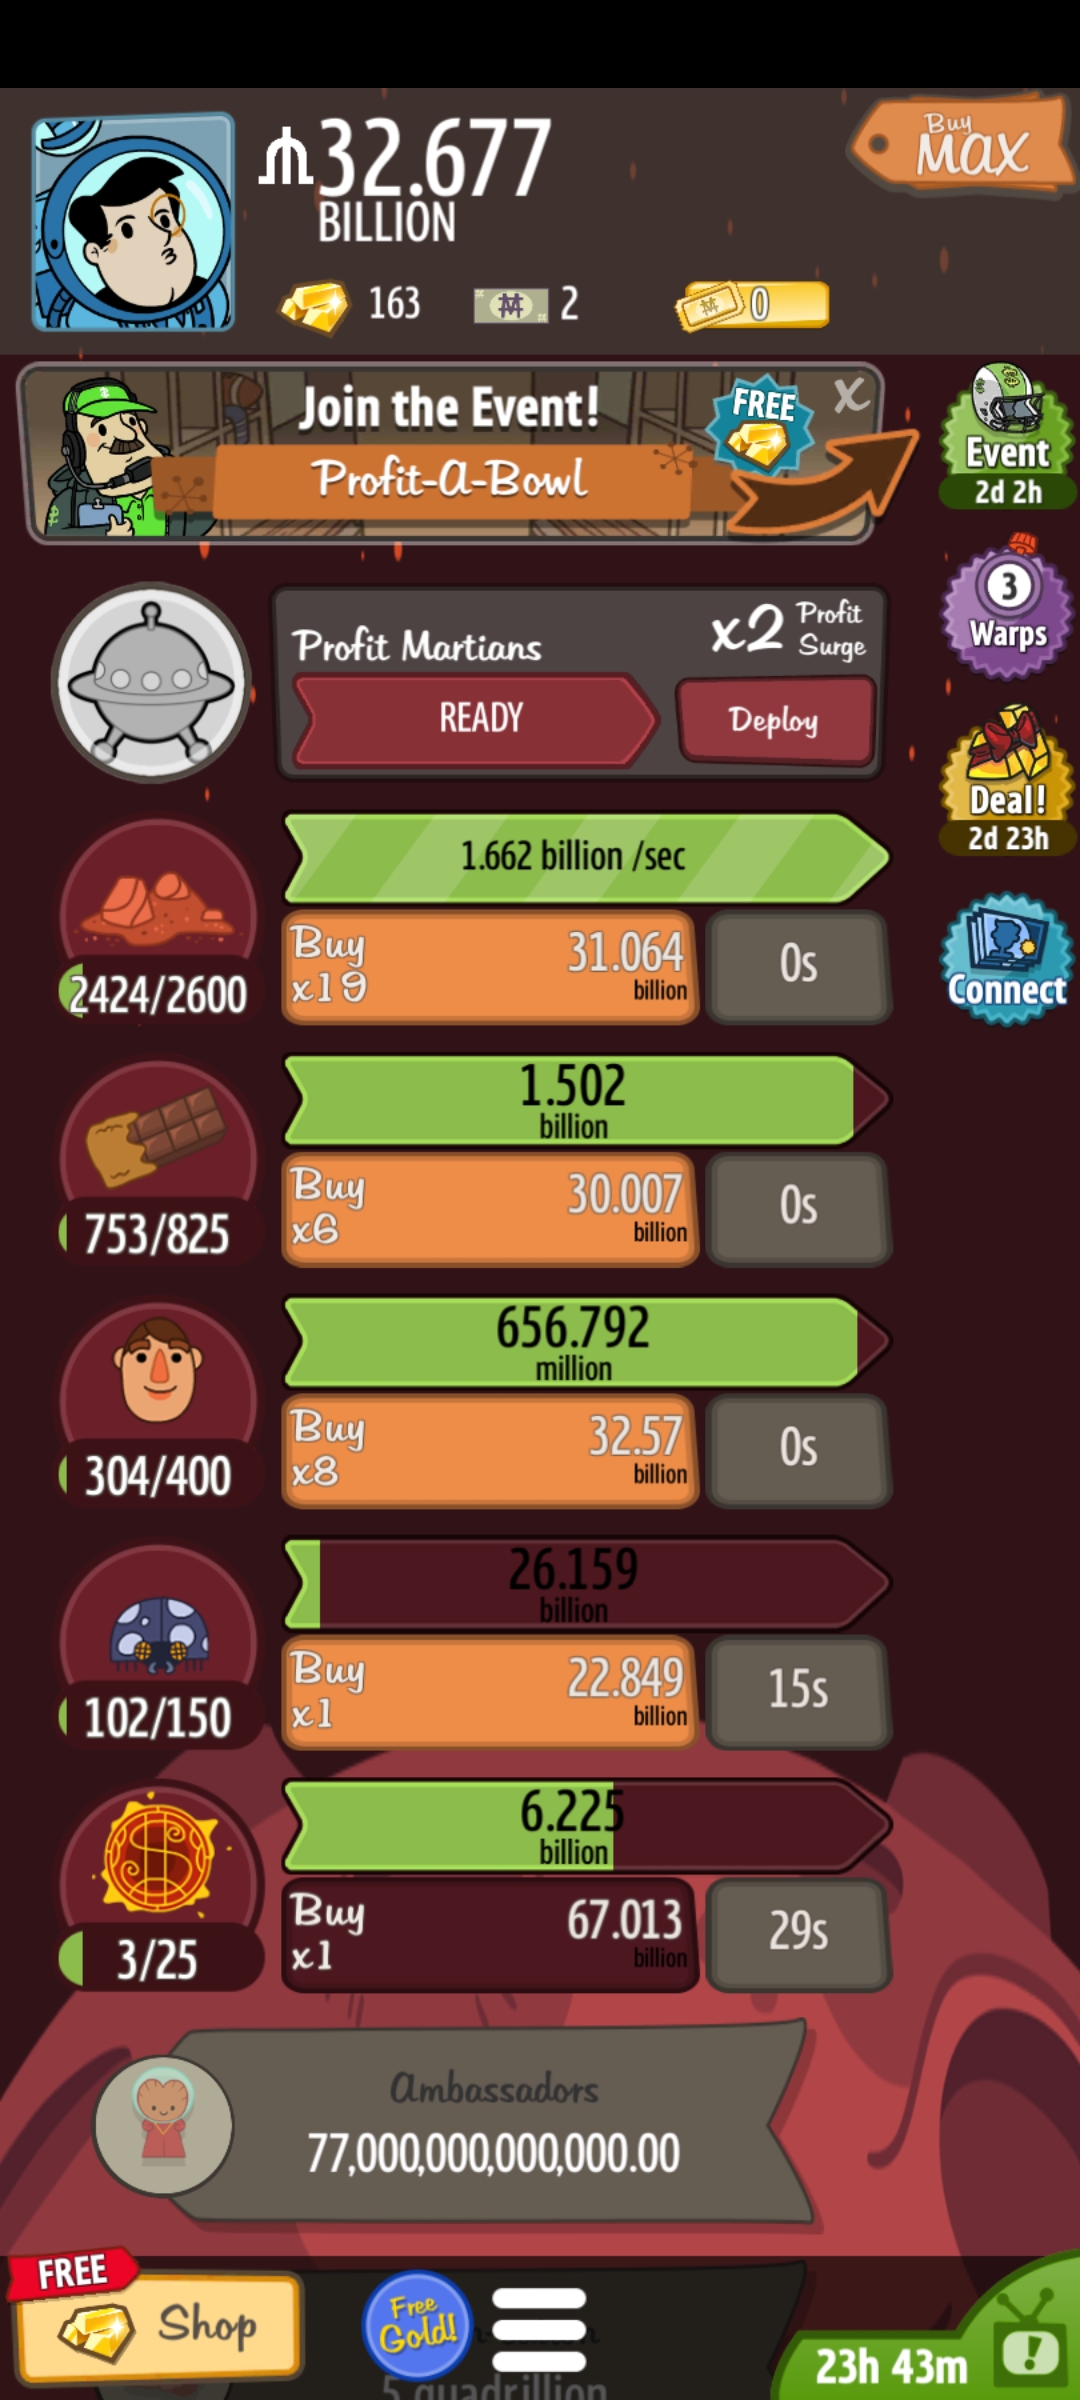 32.677
BILLION
Buy
MAX
163
2
0
Join the Event!
Profit-A-Bowl
FREE
X
Event
2d 2h
3
Warps
Profit Martians
x2 Profit
Surge
READY
Deploy
Deal!
2d 23h
1.662 billion /sec
2424/2600
Buy
x19
31.064
billion
0s
Connect
1.502
billion
753/825
Buy
x6
30.007
billion
0s
656.792
million
304/400
Buy
x8
32.57
billion
0s
26.159
billion
102/150
Buy
x1
22.849
billion
15s
6.225
billion
3/25
Buy
x1
67.013
billion
29s
Ambassadors
77,000,000,000,000.00
FREE
Shop
Free
Gold!
23h 43m
5 quadrillion